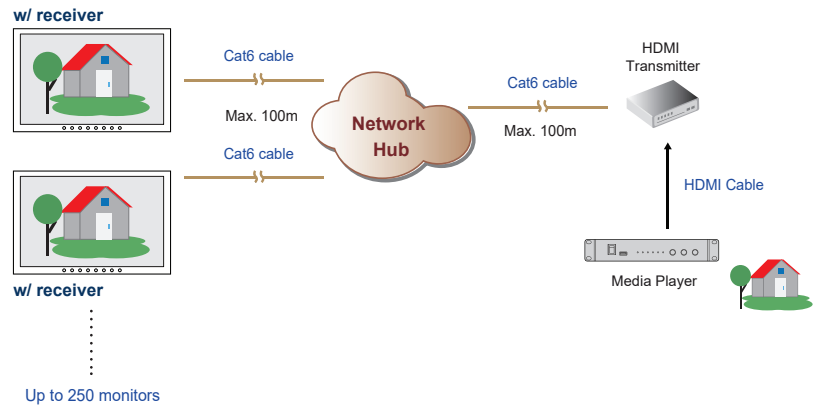 w/ receiver
Cat6 cable
Max. 100m
Cat6 cable
Network
Hub
Cat6 cable
Max. 100m
HDMI
Transmitter
HDMI Cable
Media Player
w/ receiver
Up to 250 monitors